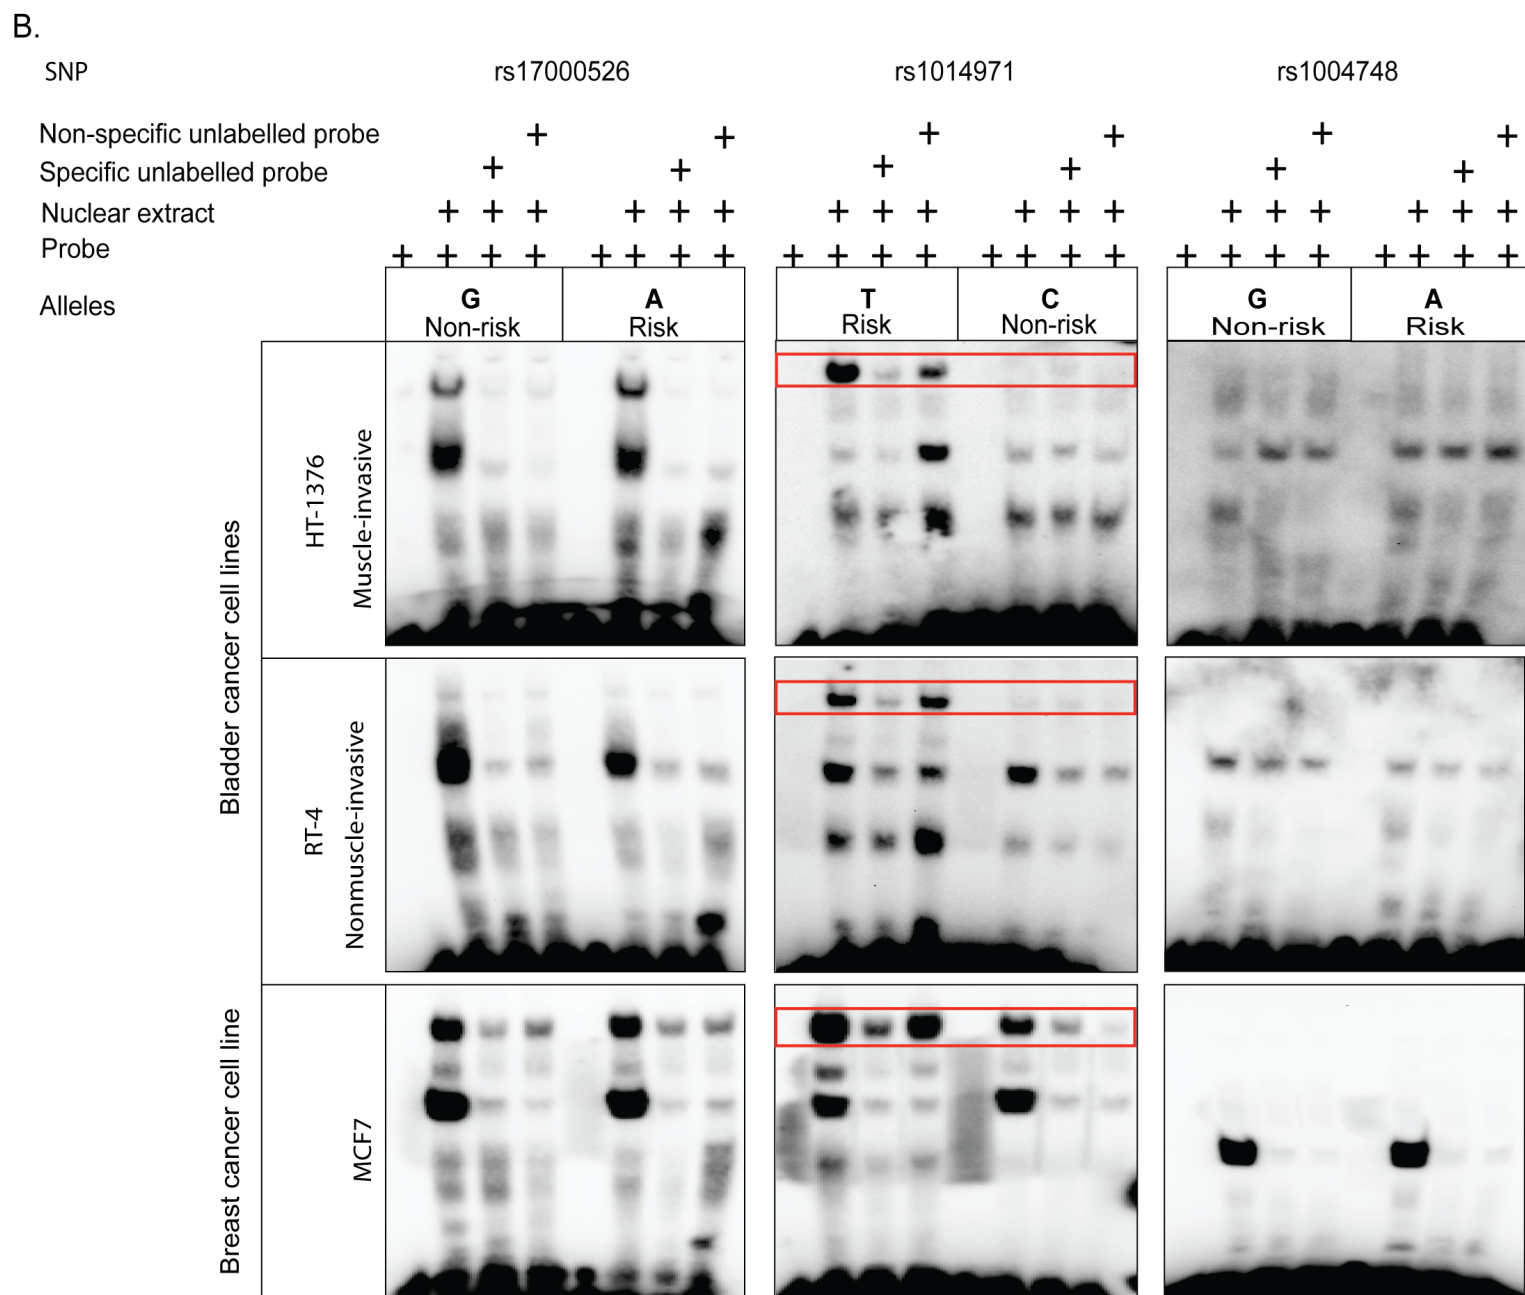 B.
SNP rs17000526 rs1014971 rs1004748
Non-specific unlabelled probe + + + + + +
Specific unlabelled probe + + + + + +
Nuclear extract + + + + + + + + + + + + + + + + + +
Probe + + + + + + + + + + + + + + + + + + + + + + + +
Alleles G A T C G A
Non-risk Risk Risk Non-risk Non-risk Risk
Bladder cancer cell lines
HT-1376
Muscle-invasive
RT-4
Nonmuscle-invasive
Breast cancer cell line
MCF7